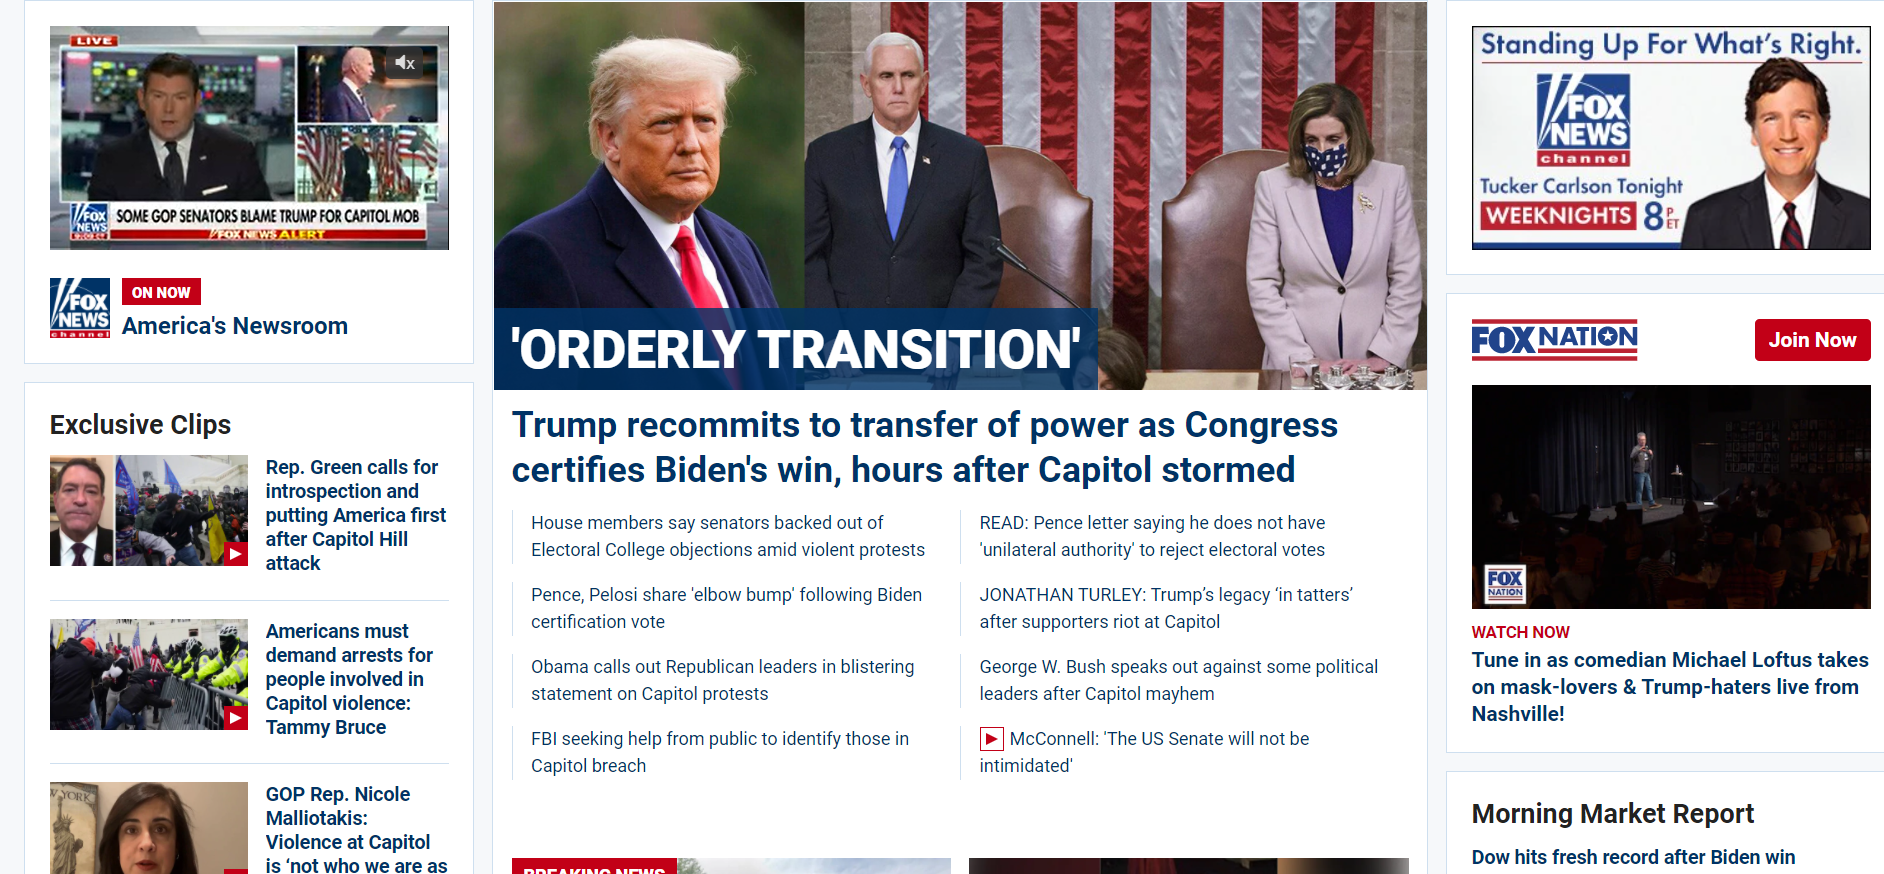 LIVE
SOME GOP SENATORS BLAME TRUMP FOR CAPITOL MOB
FOX
NEWS
FOX NEWS ALERT
FOX
NEWS
channel
ON NOW
America's Newsroom
Exclusive Clips
Rep. Green calls for
introspection and
putting America first
after Capitol Hill
attack
Americans must
demand arrests for
people involved in
Capitol violence:
Tammy Bruce
W YORK
GOP Rep. Nicole
Malliotakis:
Violence at Capitol
is ‘not who we are as
'ORDERLY TRANSITION'
Trump recommits to transfer of power as Congress
certifies Biden's win, hours after Capitol stormed
House members say senators backed out of
Electoral College objections amid violent protests
READ: Pence letter saying he does not have
'unilateral authority' to reject electoral votes
Pence, Pelosi share 'elbow bump' following Biden
certification vote
JONATHAN TURLEY: Trump’s legacy ‘in tatters’
after supporters riot at Capitol
Obama calls out Republican leaders in blistering
statement on Capitol protests
George W. Bush speaks out against some political
leaders after Capitol mayhem
FBI seeking help from public to identify those in
Capitol breach
McConnell: 'The US Senate will not be
intimidated'
BREAKING NEWS
Standing Up For What's Right.
FOX
NEWS
channel
Tucker Carlson Tonight
WEEKNIGHTS 8 P
ET
FOX NATION
Join Now
FOX
NATION
WATCH NOW
Tune in as comedian Michael Loftus takes
on mask-lovers & Trump-haters live from
Nashville!
Morning Market Report
Dow hits fresh record after Biden win